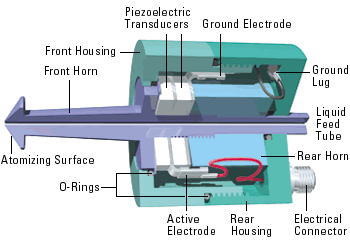 Piezoelectric
Transducers
Ground Electrode
Front Housing
Front Horn
Ground
Lug
Liquid
Feed
Tube
Atomizing Surface
Rear Horn
O-Rings
Active
Electrode
Rear
Housing
Electrical
Connector